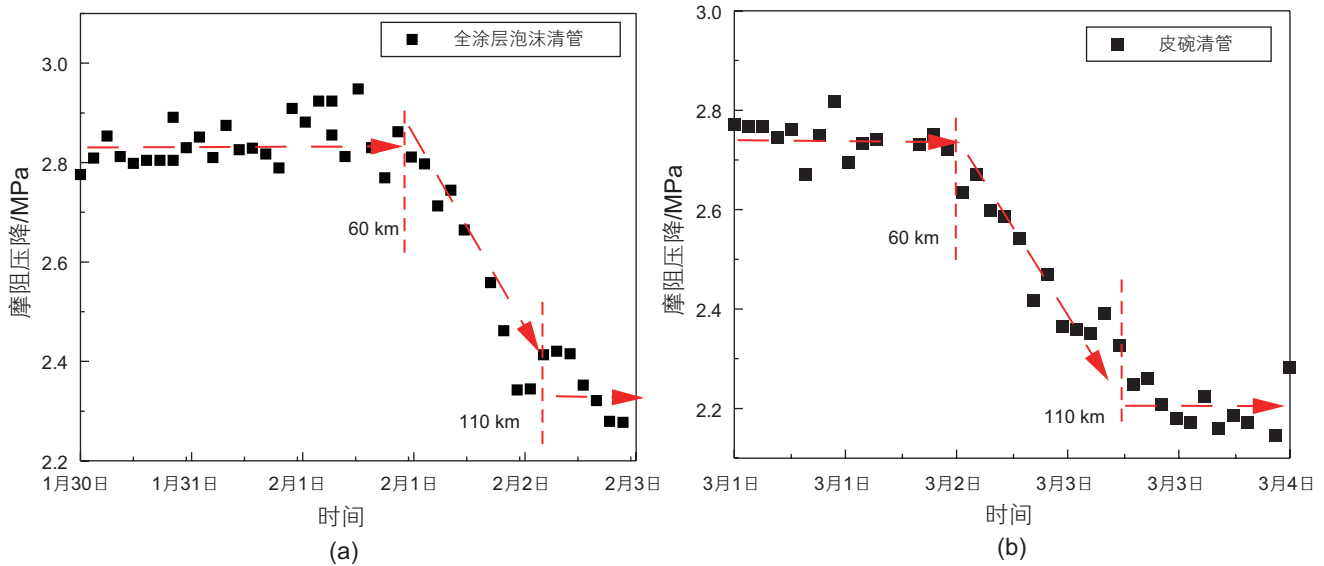 全涂层泡沫清管
3.0
2.8
2.6
2.4
2.2
摩阻压降/MPa
60 km
110 km
1月30日
1月31日
2月1日
2月1日
2月2日
2月3日
时间
(a)
皮碗清管
3.0
2.8
2.6
2.4
2.2
摩阻压降/MPa
60 km
110 km
3月1日
3月1日
3月2日
3月3日
3月3日
3月4日
时间
(b)